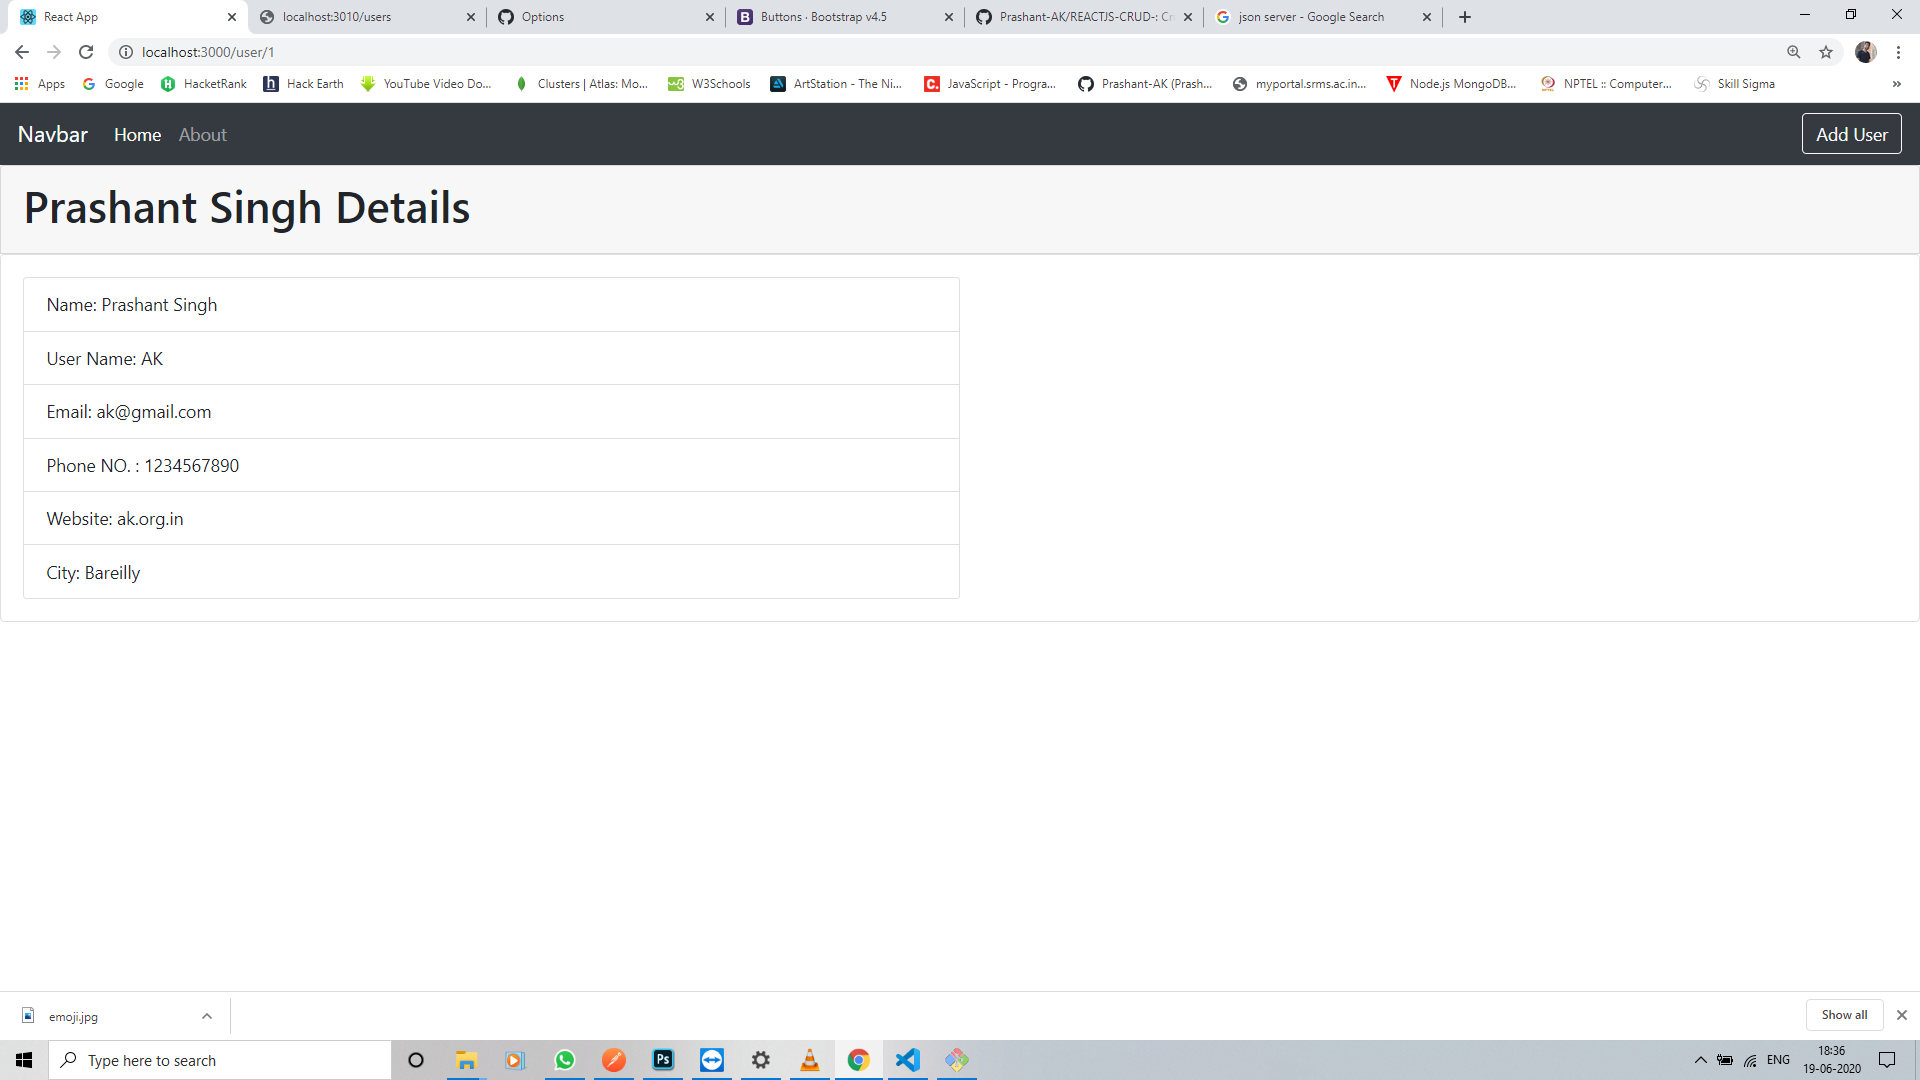 React App
localhost:3010/users
Options
Buttons · Bootstrap v4.5
Prashant-AK/REACTJS-CRUD-: Cr
json server - Google Search
localhost:3000/user/1
Apps
Google
HacketRank
Hack Earth
YouTube Video Do...
Clusters | Atlas: Mo...
W3Schools
ArtStation - The Ni...
JavaScript - Progra...
Prashant-AK (Prash...
myportal.srms.ac.in...
Node.js MongoDB...
NPTEL :: Computer...
Skill Sigma
Navbar
Home
About
Add User
Prashant Singh Details
Name: Prashant Singh
User Name: AK
Email: ak@gmail.com
Phone NO. : 1234567890
Website: ak.org.in
City: Bareilly
emoji.jpg
Show all
Type here to search
ENG
18:36
19-06-2020